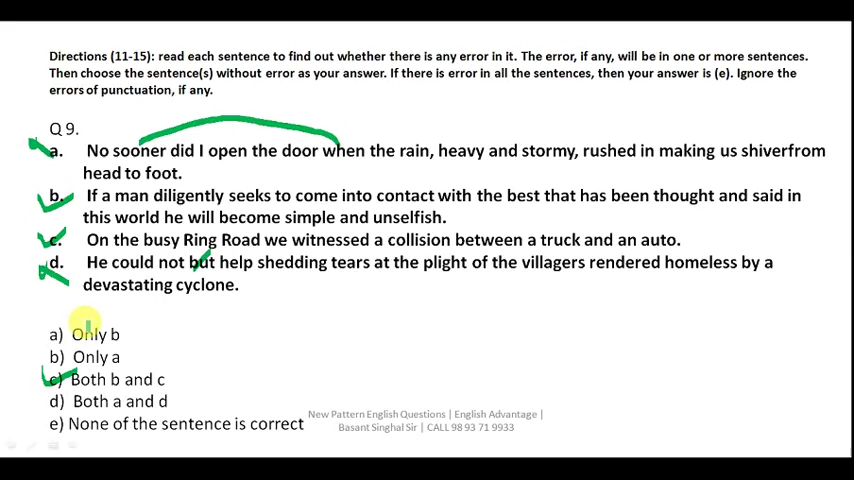 Directions (11-15): read each sentence to find out whether there is any error in it. The error, if any, will be in one or more sentences.
Then choose the sentence(s) without error as your answer. If there is error in all the sentences, then your answer is (e). Ignore the
errors of punctuation, if any.
Q 9.
a. No sooner did I open the door when the rain, heavy and stormy, rushed in making us shiverfrom
head to foot.
b. If a man diligently seeks to come into contact with the best that has been thought and said in
this world he will become simple and unselfish.
c. On the busy Ring Road we witnessed a collision between a truck and an auto.
d. He could not but help shedding tears at the plight of the villagers rendered homeless by a
devastating cyclone.
a) Only b
b) Only a
c) Both b and c
d) Both a and d
e) None of the sentence is correct
New Pattern English Questions | English Advantage |
Basant Singhal Sir | CALL 98 93 71 9933